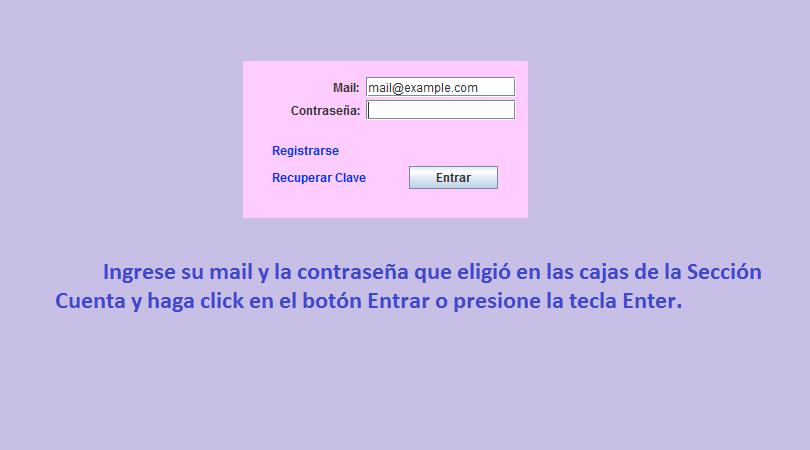 Mail: mail@example.com
Contraseña:
Registrarse
Recuperar Clave Entrar
Ingrese su mail y la contraseña que eligió en las cajas de la Sección
Cuenta y haga click en el botón Entrar o presione la tecla Enter.